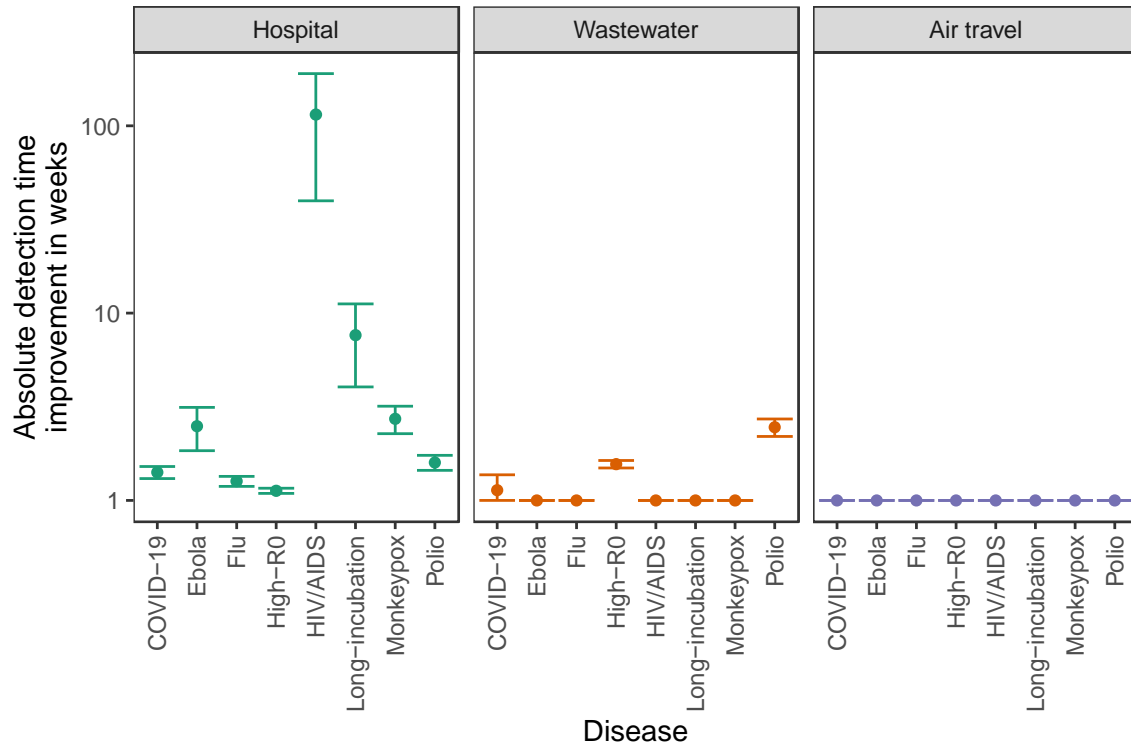 Hospital
Wastewater
Air travel
Absolute detection time
improvement in weeks
100
10
1
COVID−19
Ebola
Flu
High−R0
HIV/AIDS
Long−incubation
Monkeypox
Polio
COVID−19
Ebola
Flu
High−R0
HIV/AIDS
Long−incubation
Monkeypox
Polio
COVID−19
Ebola
Flu
High−R0
HIV/AIDS
Long−incubation
Monkeypox
Polio
Disease